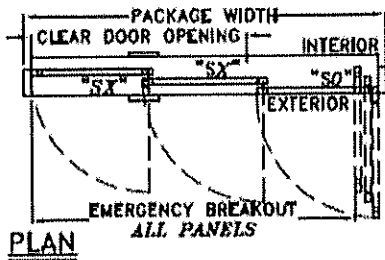 PACKAGE WIDTH
CLEAR DOOR OPENING
INTERIOR
"SX"
"SX"
"SO"
EXTERIOR
EMERGENCY BREAKOUT
ALL PANELS
PLAN